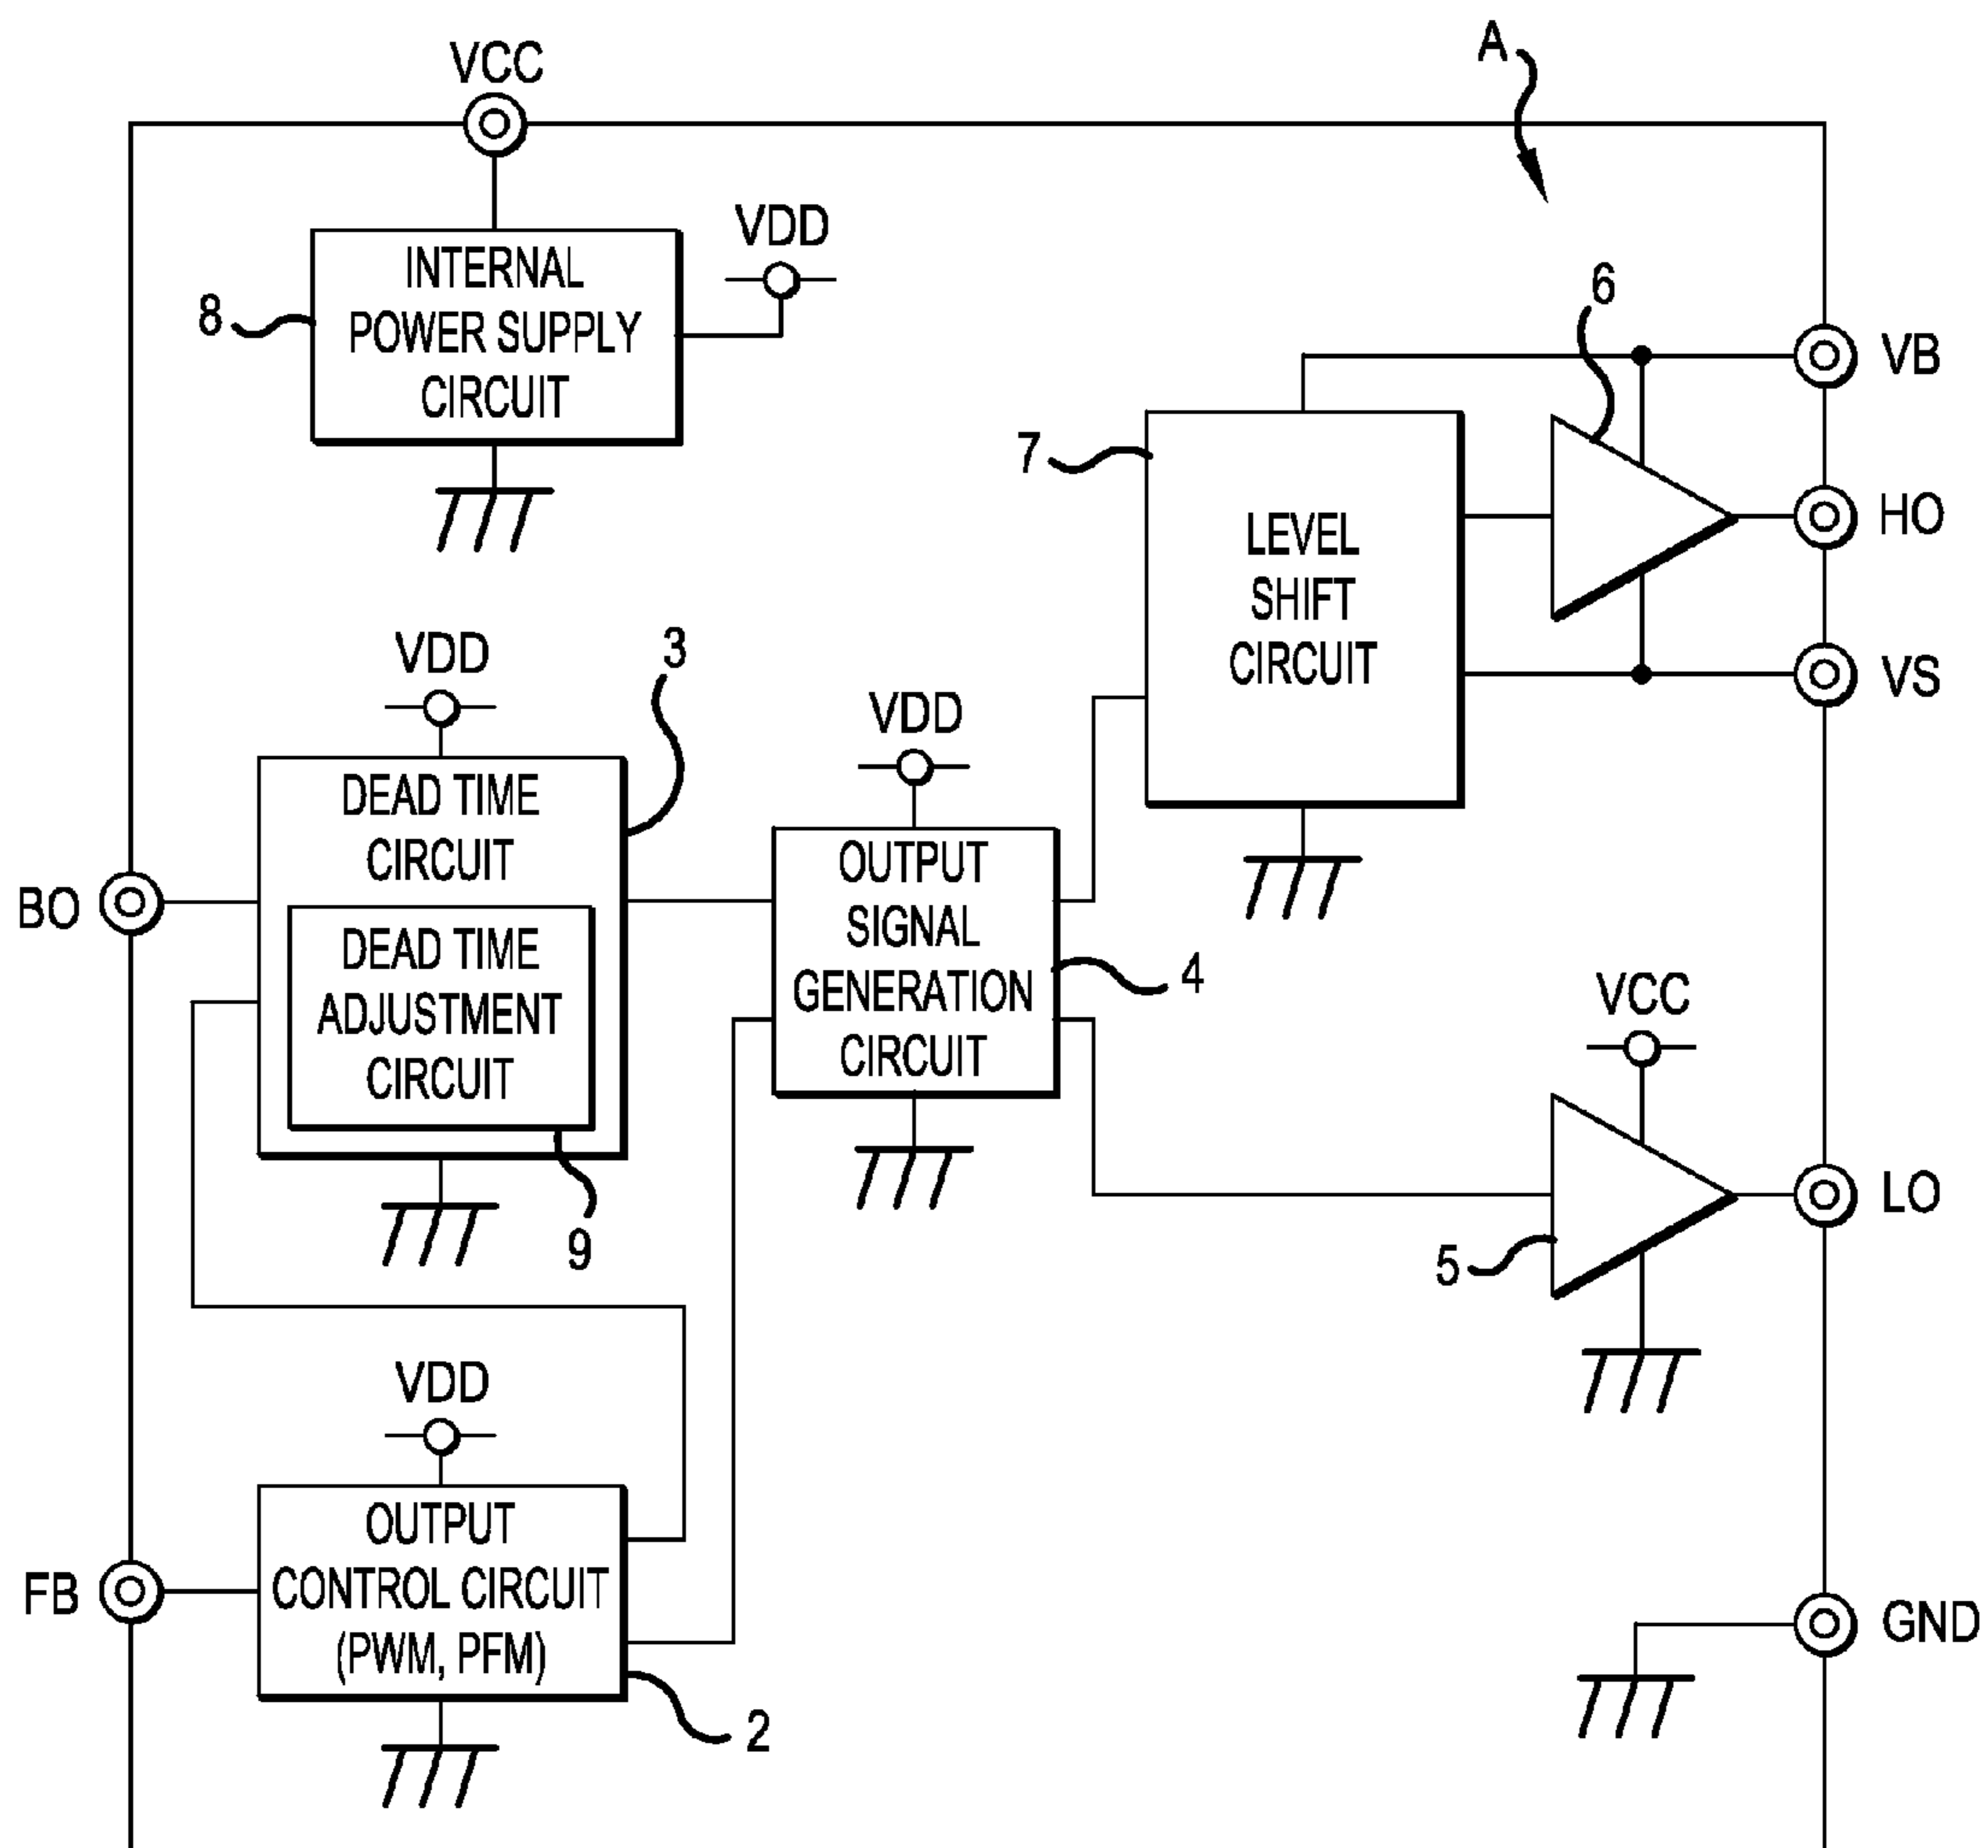 A
VCC
VDD
INTERNAL
POWER SUPPLY
CIRCUIT
8
6
VB
7
HO
LEVEL
SHIFT
CIRCUIT
VS
VDD
3
VDD
DEAD TIME
CIRCUIT
BO
DEAD TIME
ADJUSTMENT
CIRCUIT
9
OUTPUT
SIGNAL
GENERATION
CIRCUIT
4
VCC
LO
5
VDD
OUTPUT
CONTROL CIRCUIT
(PWM, PFM)
FB
2
GND